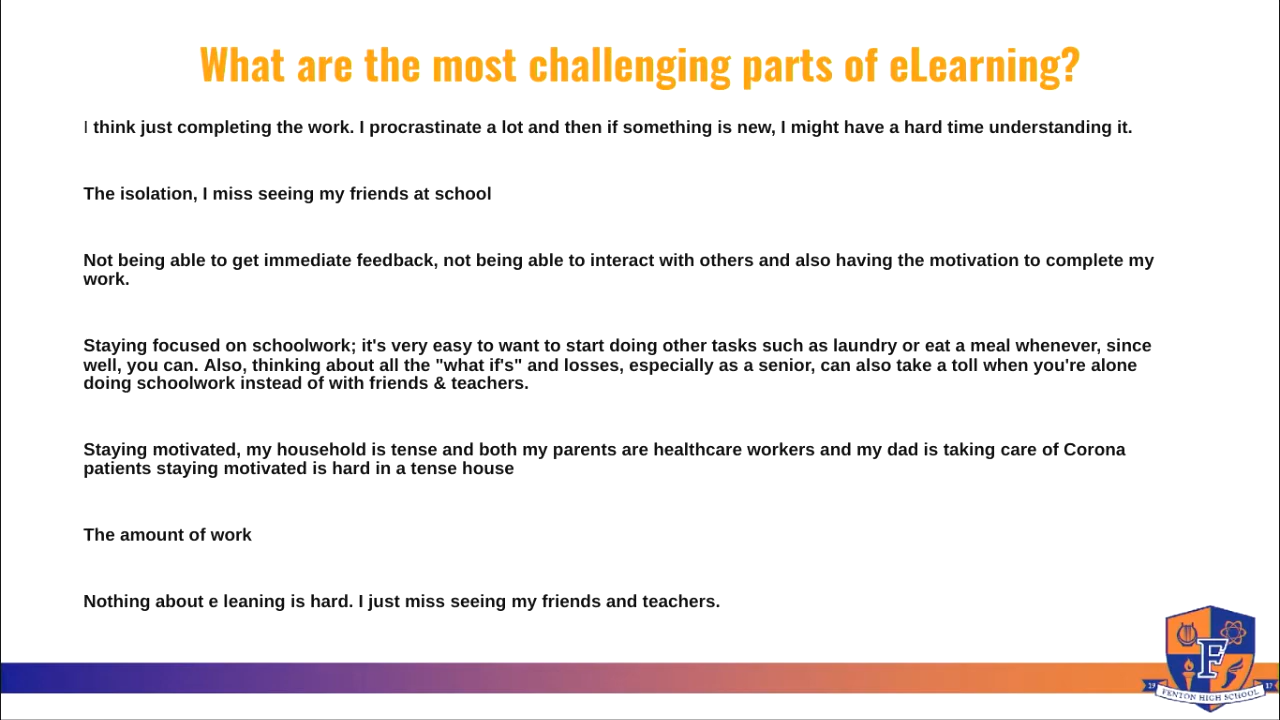 What are the most challenging parts of eLearning?
I think just completing the work. I procrastinate a lot and then if something is new, I might have a hard time understanding it.
The isolation, I miss seeing my friends at school
Not being able to get immediate feedback, not being able to interact with others and also having the motivation to complete my
work.
Staying focused on schoolwork; it's very easy to want to start doing other tasks such as laundry or eat a meal whenever, since
well, you can. Also, thinking about all the "what if's" and losses, especially as a senior, can also take a toll when you're alone
doing schoolwork instead of with friends & teachers.
Staying motivated, my household is tense and both my parents are healthcare workers and my dad is taking care of Corona
patients staying motivated is hard in a tense house
The amount of work
Nothing about e leaning is hard. I just miss seeing my friends and teachers.
F
FENTON HIGH SCHOOL